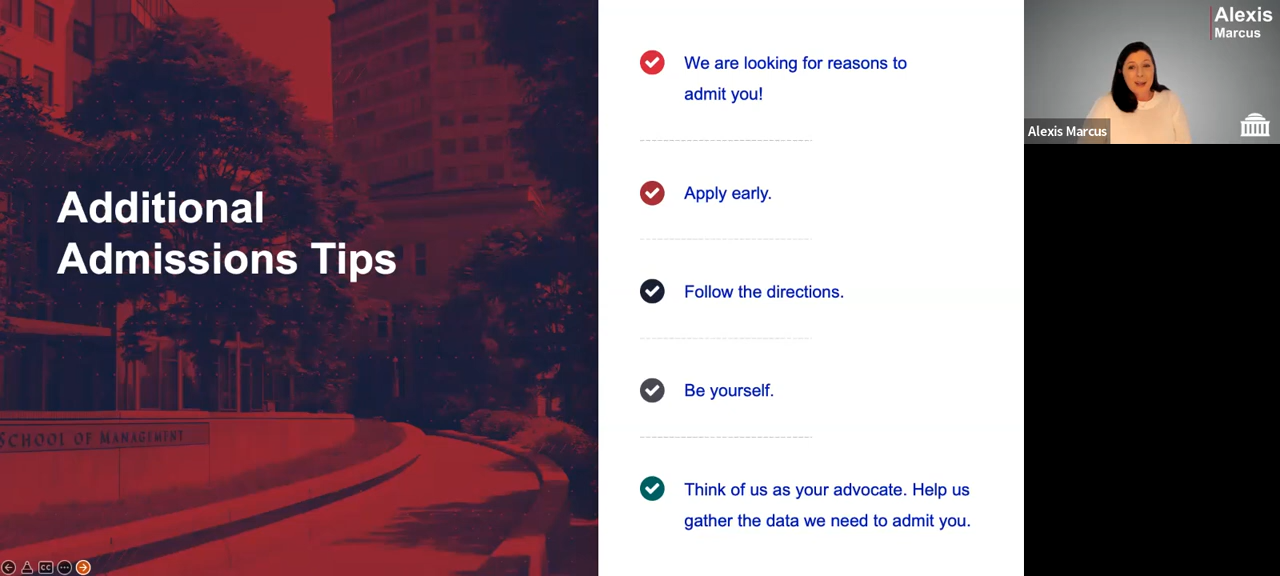 Additional
Admissions Tips
SCHOOL OF MANAGEMENT
We are looking for reasons to
admit you!
Apply early.
Follow the directions.
Be yourself.
Think of us as your advocate. Help us
gather the data we need to admit you.
Alexis
Marcus
Alexis Marcus
CC